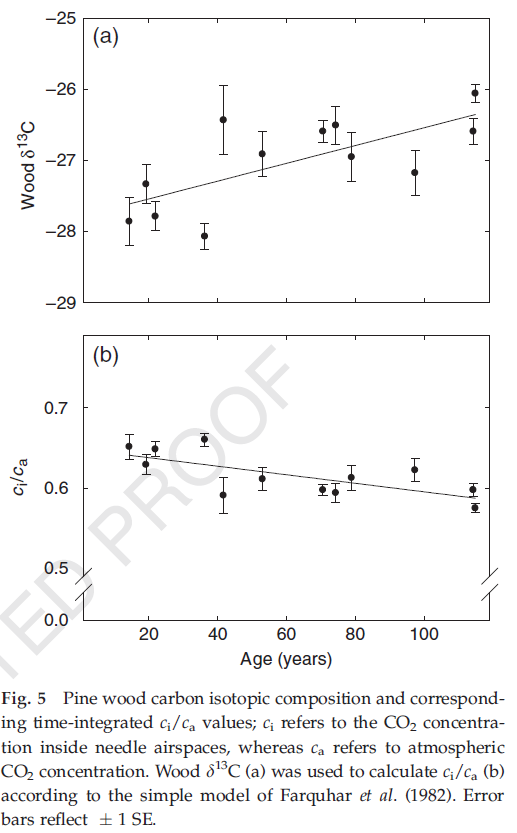 −25
(a)
−26
−27
−28
−29
Wood δ¹³C
(b)
0.7
0.6
0.5
0.0
cᵢ/cₐ
20 40 60 80 100
Age (years)
TED PROOF
Fig. 5 Pine wood carbon isotopic composition and correspond-
ing time-integrated cᵢ/cₐ values; cᵢ refers to the CO₂ concentra-
tion inside needle airspaces, whereas cₐ refers to atmospheric
CO₂ concentration. Wood δ¹³C (a) was used to calculate cᵢ/cₐ (b)
according to the simple model of Farquhar et al. (1982). Error
bars reflect ± 1 SE.